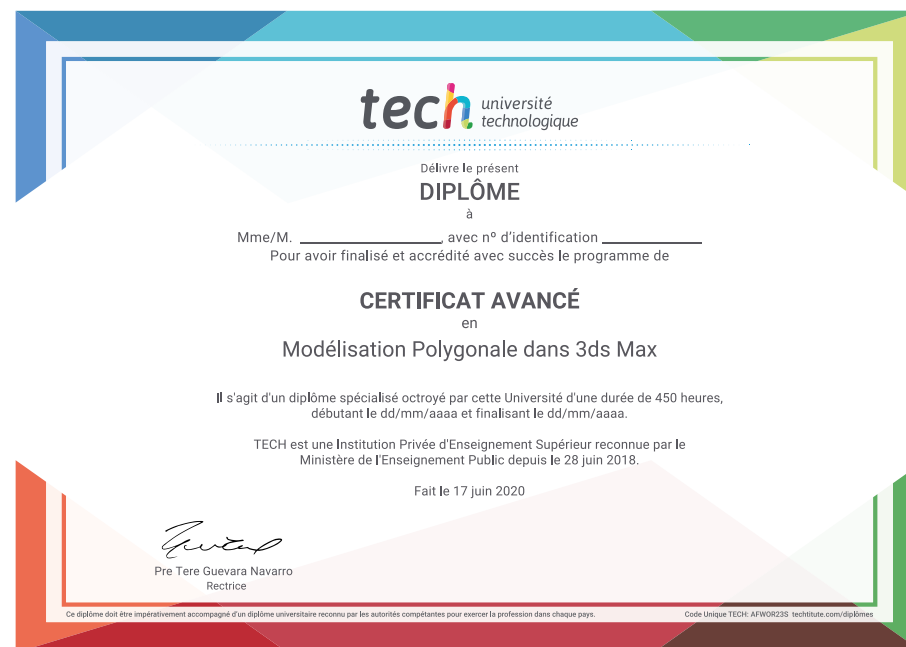 tech université
technologique
Délivre le présent
DIPLÔME
à
Mme/M. ____________, avec nº d'identification ____________
Pour avoir finalisé et accrédité avec succès le programme de
CERTIFICAT AVANCÉ
en
Modélisation Polygonale dans 3ds Max
Il s'agit d'un diplôme spécialisé octroyé par cette Université d'une durée de 450 heures,
débutant le dd/mm/aaaa et finalisant le dd/mm/aaaa.
TECH est une Institution Privée d'Enseignement Supérieur reconnue par le
Ministère de l'Enseignement Public depuis le 28 juin 2018.
Fait le 17 juin 2020
Pre Tere Guevara Navarro
Rectrice
Ce diplôme doit être impérativement accompagné d'un diplôme universitaire reconnu par les autorités compétentes pour exercer la profession dans chaque pays.
Code Unique TECH: AFWOR23S techtitute.com/diplômes